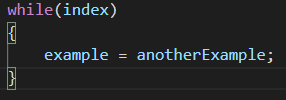 while(index)
{
    example = anotherExample;
}